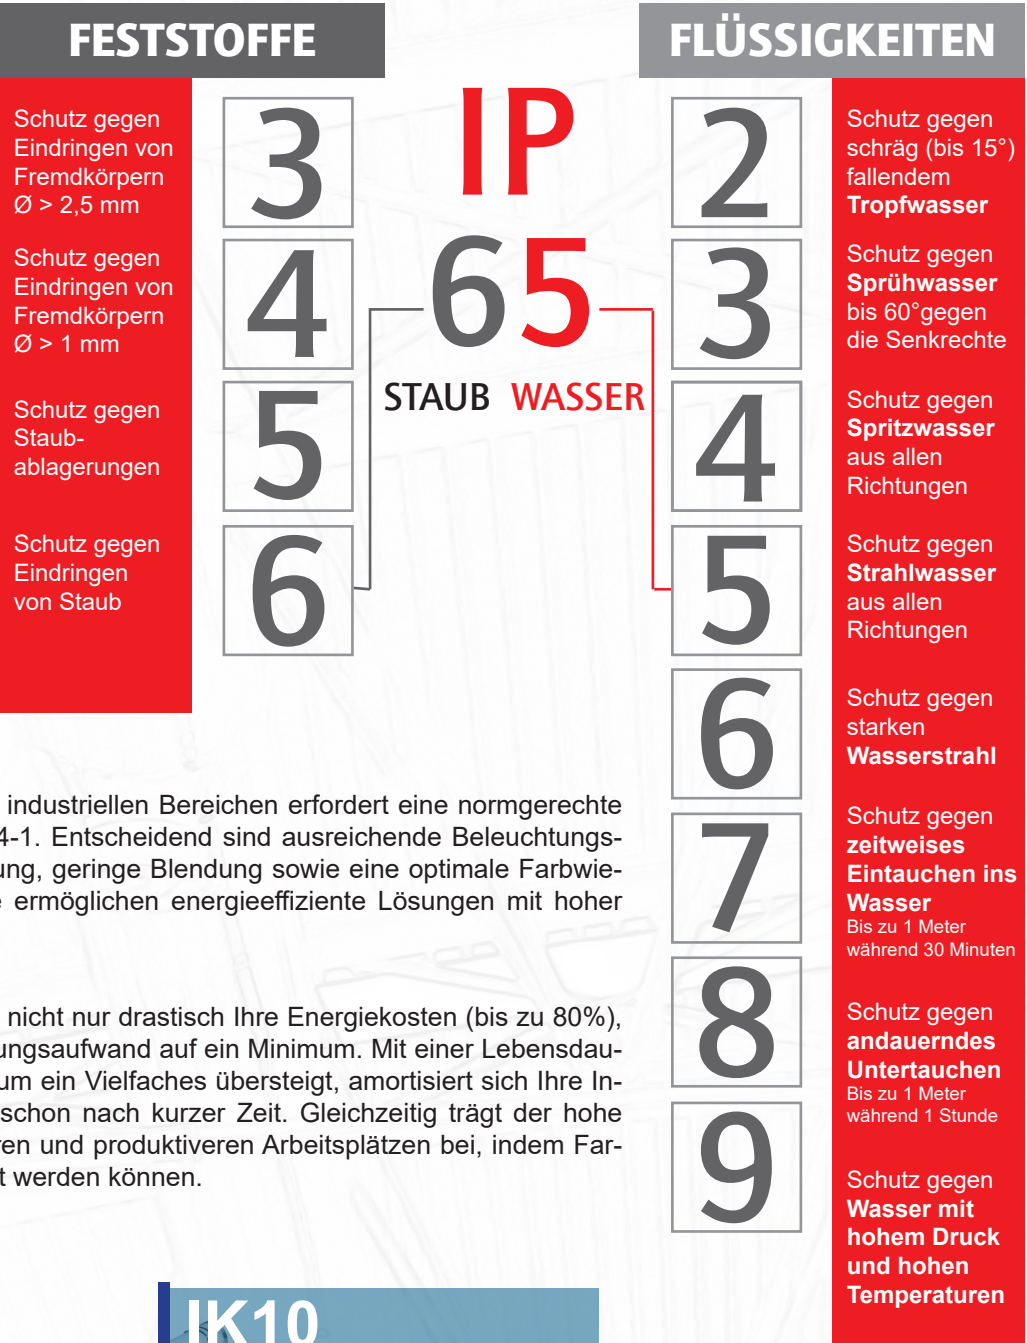 FESTSTOFFE
Schutz gegen
Eindringen von
Fremdkörpern
Ø > 2,5 mm
3
Schutz gegen
Eindringen von
Fremdkörpern
Ø > 1 mm
4
Schutz gegen
Staub-
ablagerungen
5
Schutz gegen
Eindringen
von Staub
6
IP
65
STAUB WASSER
FLÜSSIGKEITEN
2
Schutz gegen
schräg (bis 15°)
fallendem
Tropfwasser
3
Schutz gegen
Sprühwasser
bis 60°gegen
die Senkrechte
4
Schutz gegen
Spritzwasser
aus allen
Richtungen
5
Schutz gegen
Strahlwasser
aus allen
Richtungen
6
Schutz gegen
starken
Wasserstrahl
7
Schutz gegen
zeitweises
Eintauchen ins
Wasser
Bis zu 1 Meter
während 30 Minuten
8
Schutz gegen
andauerndes
Untertauchen
Bis zu 1 Meter
während 1 Stunde
9
Schutz gegen
Wasser mit
hohem Druck
und hohen
Temperaturen
industriellen Bereichen erfordert eine normgerechte
4-1. Entscheidend sind ausreichende Beleuchtungs-
ung, geringe Blendung sowie eine optimale Farbwie-
e ermöglichen energieeffiziente Lösungen mit hoher
nicht nur drastisch Ihre Energiekosten (bis zu 80%),
ungsaufwand auf ein Minimum. Mit einer Lebensdau-
um ein Vielfaches übersteigt, amortisiert sich Ihre In-
schon nach kurzer Zeit. Gleichzeitig trägt der hohe
ren und produktiveren Arbeitsplätzen bei, indem Far-
t werden können.
IK10